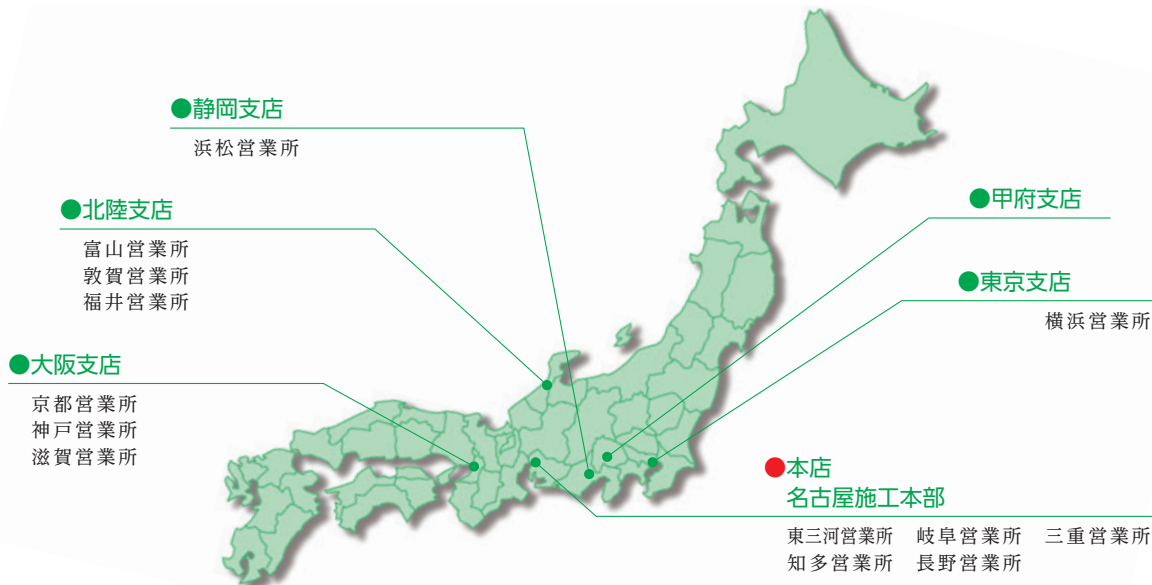 ●静岡支店
浜松営業所
●北陸支店
富山営業所
敦賀営業所
福井営業所
●大阪支店
京都営業所
神戸営業所
滋賀営業所
●甲府支店
●東京支店
横浜営業所
●本店
名古屋施工本部
東三河営業所 岐阜営業所 三重営業所
知多営業所 長野営業所